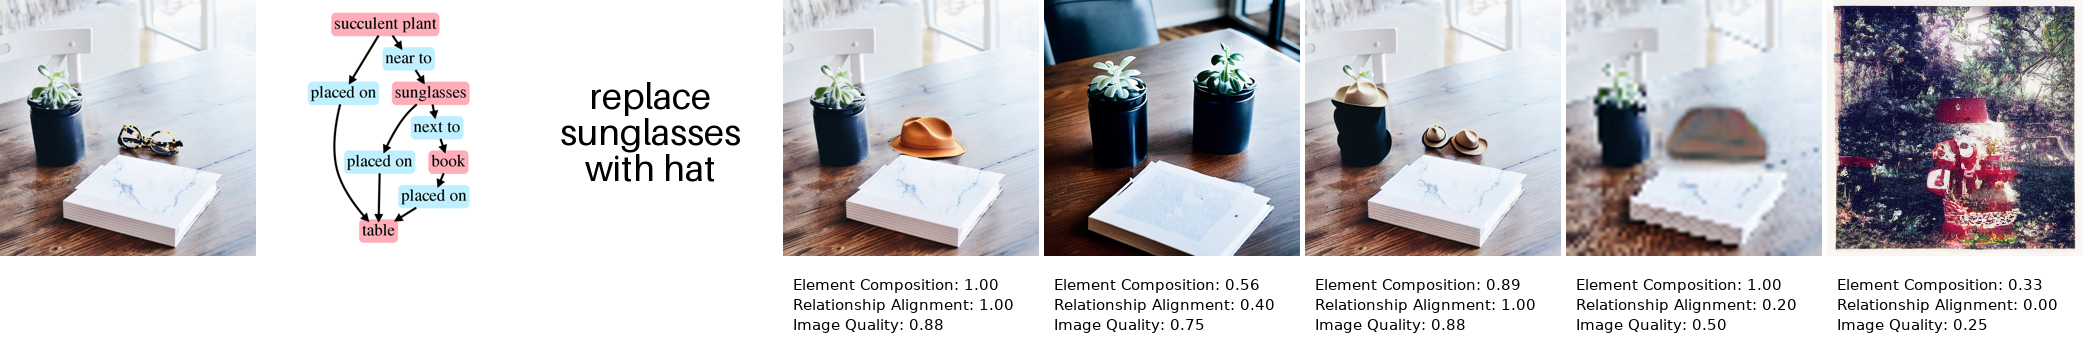 succulent plant
near to
placed on
sunglasses
next to
placed on
book
placed on
table
replace
sunglasses
with hat
Element Composition: 1.00
Relationship Alignment: 1.00
Image Quality: 0.88
Element Composition: 0.56
Relationship Alignment: 0.40
Image Quality: 0.75
Element Composition: 0.89
Relationship Alignment: 1.00
Image Quality: 0.88
Element Composition: 1.00
Relationship Alignment: 0.20
Image Quality: 0.50
Element Composition: 0.33
Relationship Alignment: 0.00
Image Quality: 0.25